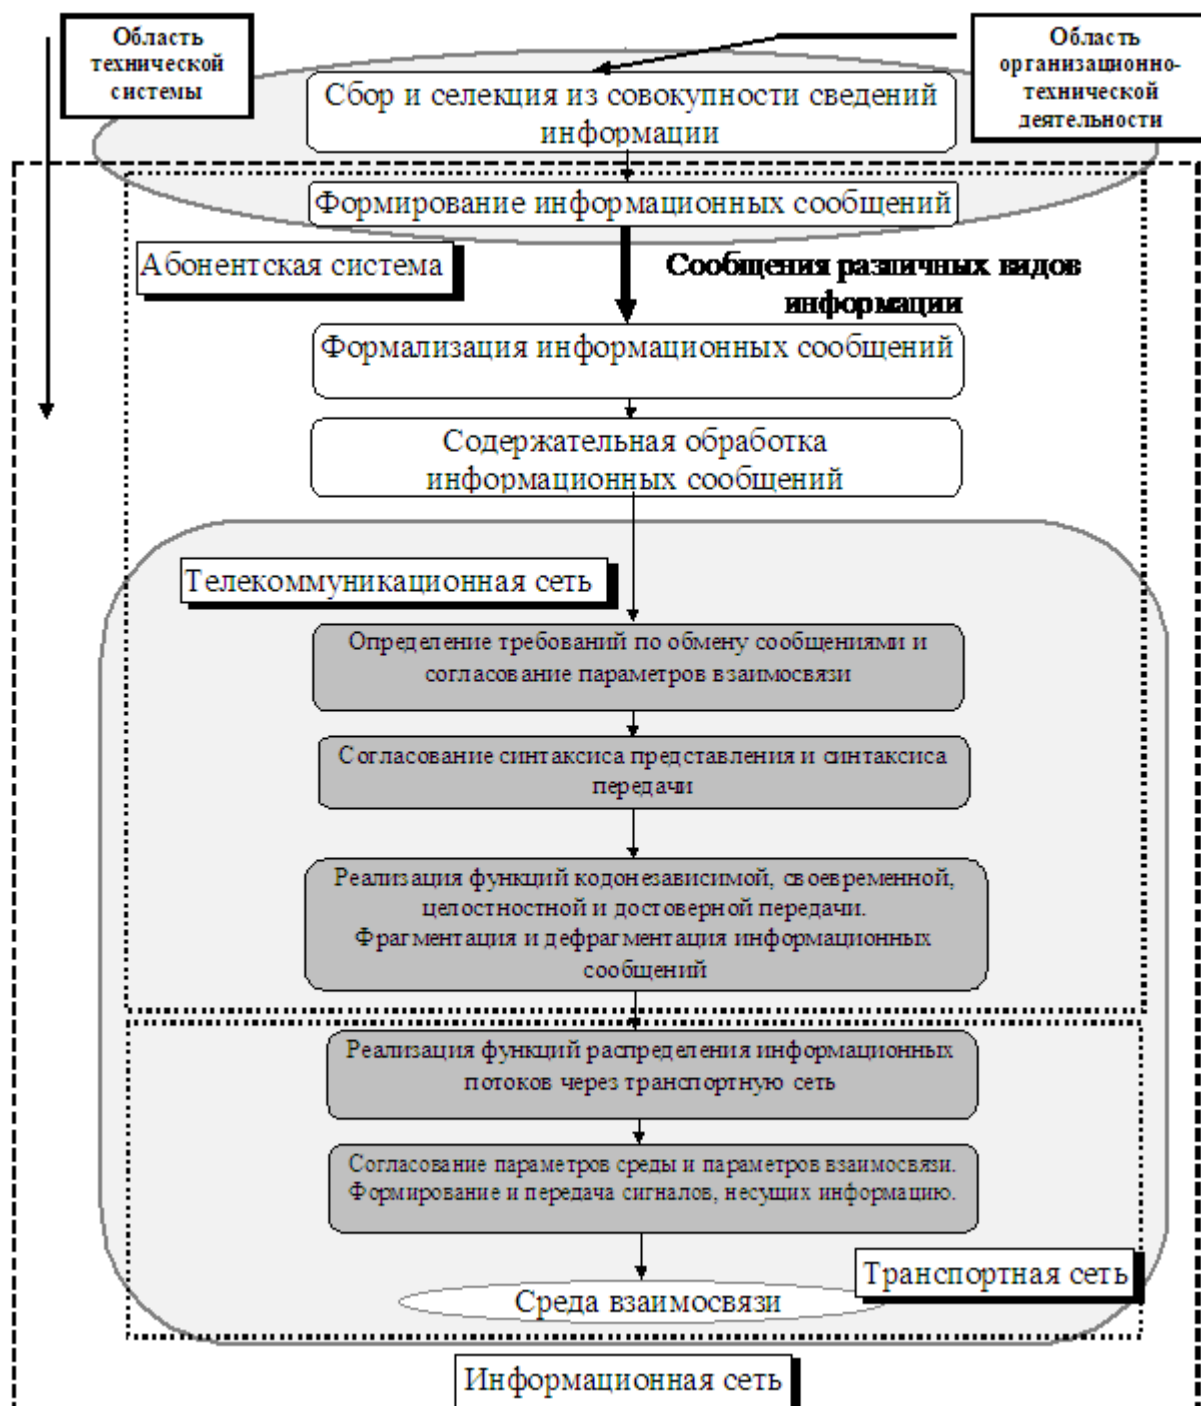 Область
технической
системы
Область
организационно-
технической
деятельности
Сбор и селекция из совокупности сведений
информации
Формирование информационных сообщений
Абонентская система
Сообщения различных видов
информации
Формализация информационных сообщений
Содержательная обработка
информационных сообщений
Телекоммуникационная сеть
Определение требований по обмену сообщениями и
согласование параметров взаимосвязи
Согласование синтаксиса представления и синтаксиса
передачи
Реализация функций кодонезависимой, своевременной,
целостностной и достоверной передачи.
Фрагментация и дефрагментация информационных
сообщений
Реализация функций распределения информационных
потоков через транспортную сеть
Согласование параметров среды и параметров взаимосвязи.
Формирование и передача сигналов, несущих информацию.
Транспортная сеть
Среда взаимосвязи
Информационная сеть